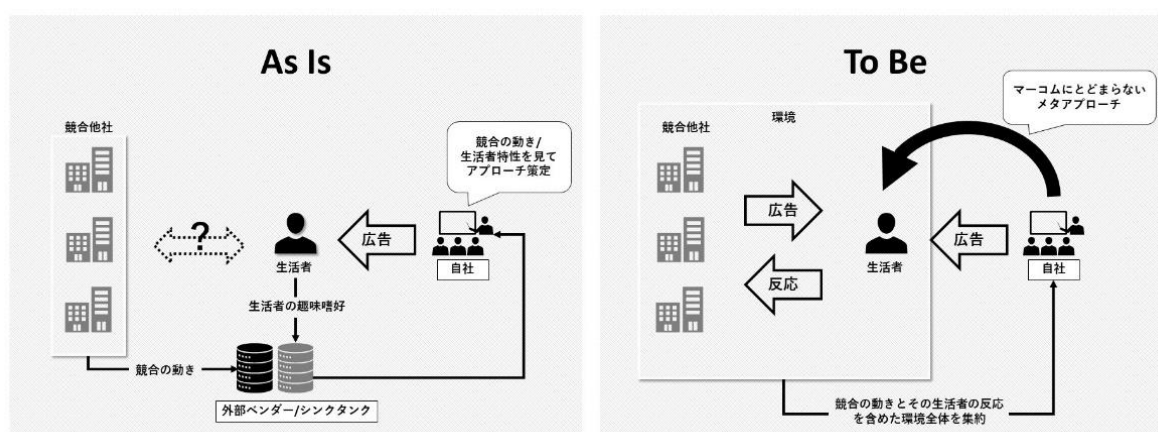 As Is
競合他社
競合の動き/
生活者特性を見て
アプローチ策定
?
広告
生活者
自社
生活者の趣味嗜好
競合の動き
外部ベンダー/シンクタンク
To Be
マーコムにとどまらない
メタアプローチ
環境
競合他社
広告
広告
生活者
自社
反応
競合の動きとその生活者の反応
を含めた環境全体を集約